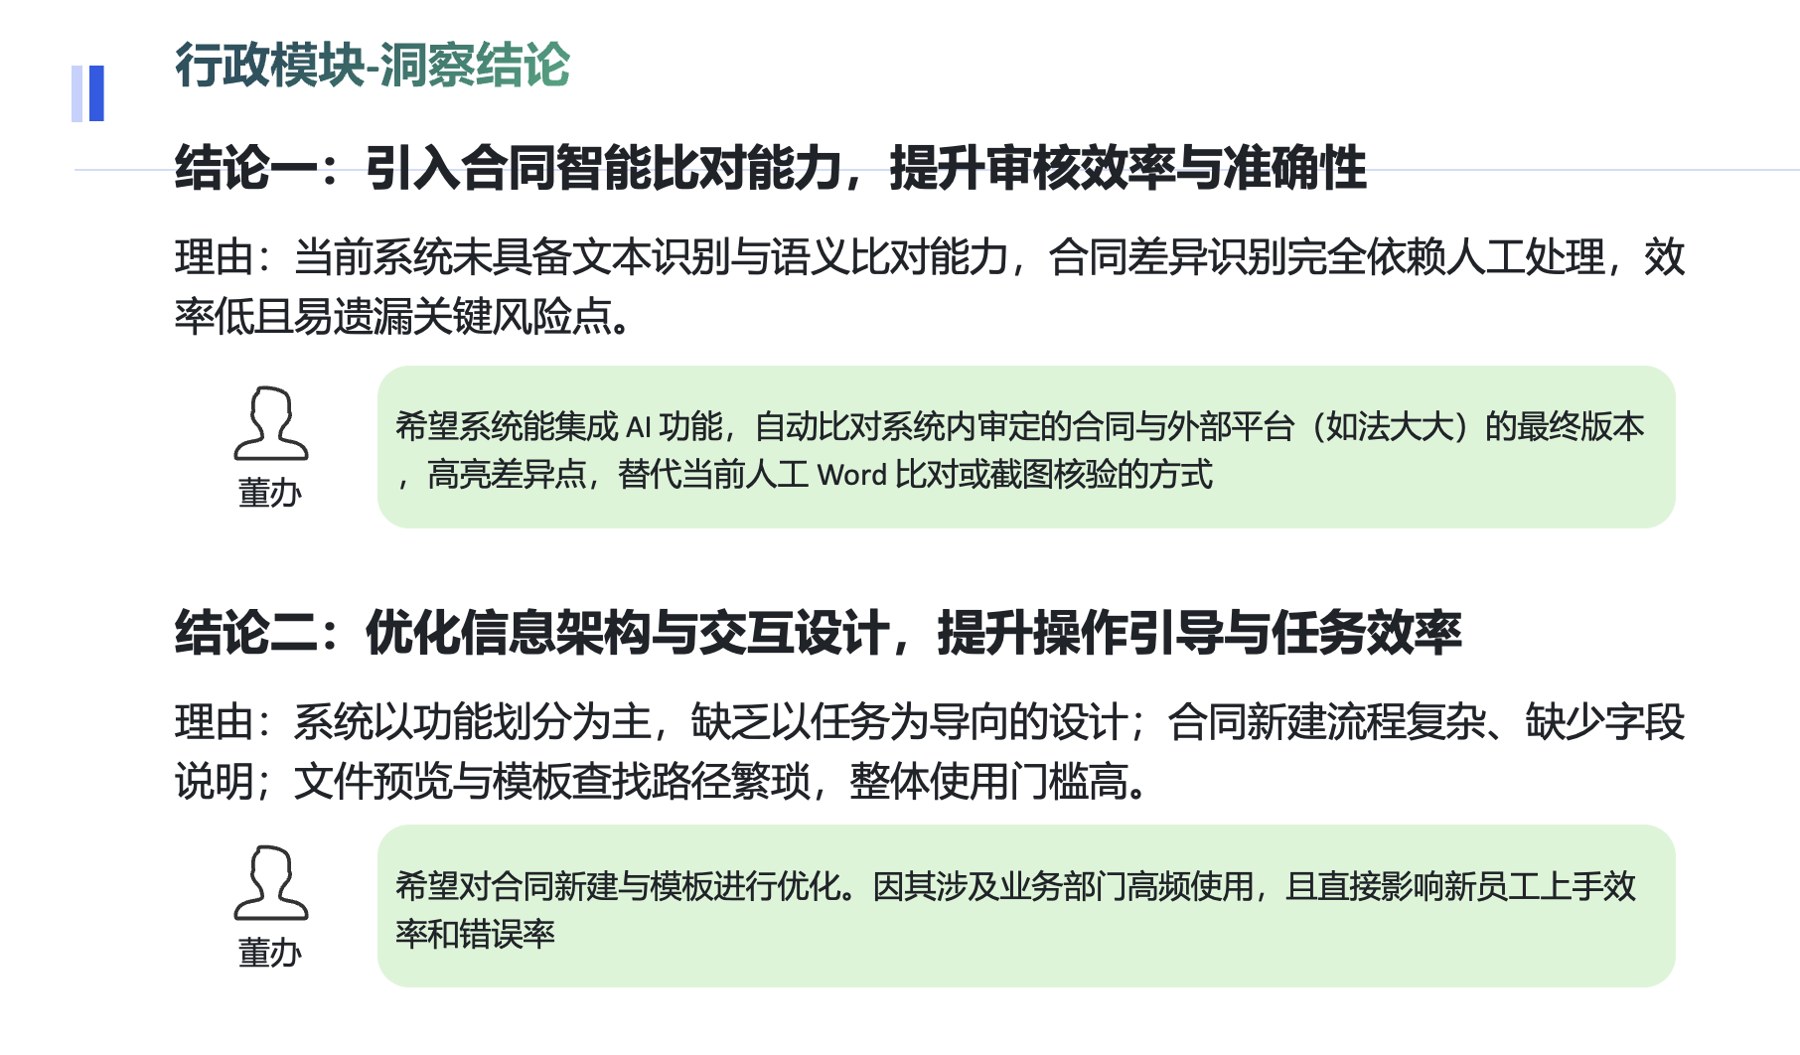 行政模块-洞察结论
结论一：引入合同智能比对能力，提升审核效率与准确性
理由：当前系统未具备文本识别与语义比对能力，合同差异识别完全依赖人工处理，效
率低且易遗漏关键风险点。
希望系统能集成 AI 功能，自动比对系统内审定的合同与外部平台（如法大大）的最终版本
，高亮差异点，替代当前人工 Word 比对或截图核验的方式
董办
结论二：优化信息架构与交互设计，提升操作引导与任务效率
理由：系统以功能划分为主，缺乏以任务为导向的设计；合同新建流程复杂、缺少字段
说明；文件预览与模板查找路径繁琐，整体使用门槛高。
希望对合同新建与模板进行优化。因其涉及业务部门高频使用，且直接影响新员工上手效
率和错误率
董办